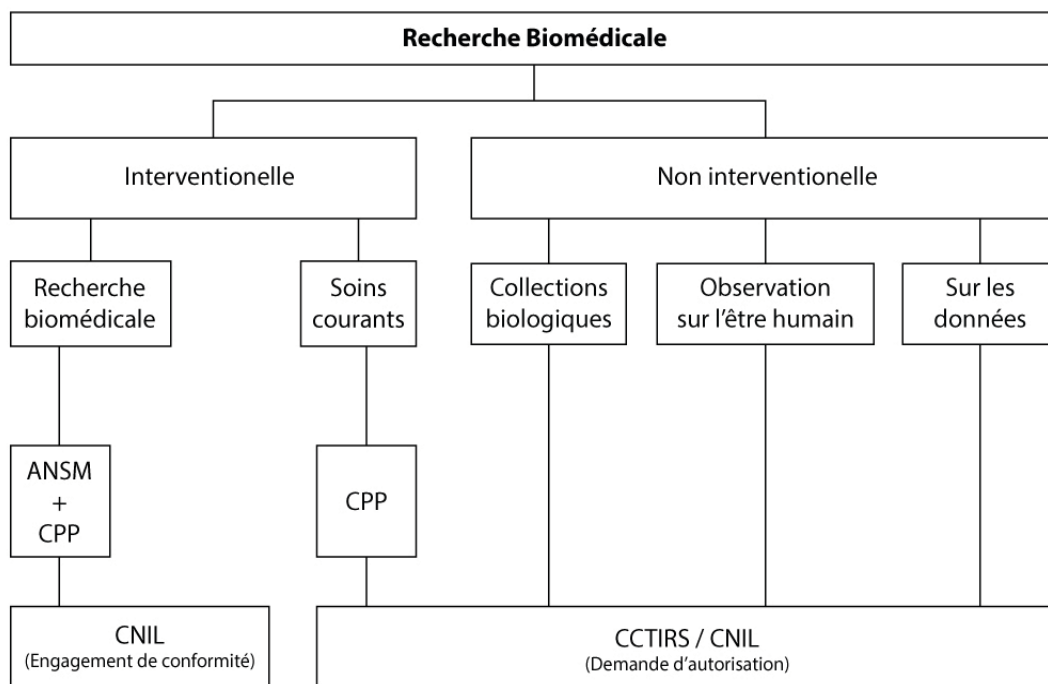 Recherche Biomédicale
Interventionelle
Non interventionelle
Recherche
biomédicale
Soins
courants
Collections
biologiques
Observation
sur l'être humain
Sur les
données
ANSM
+
CPP
CPP
CNIL
(Engagement de conformité)
CCTIRS / CNIL
(Demande d'autorisation)